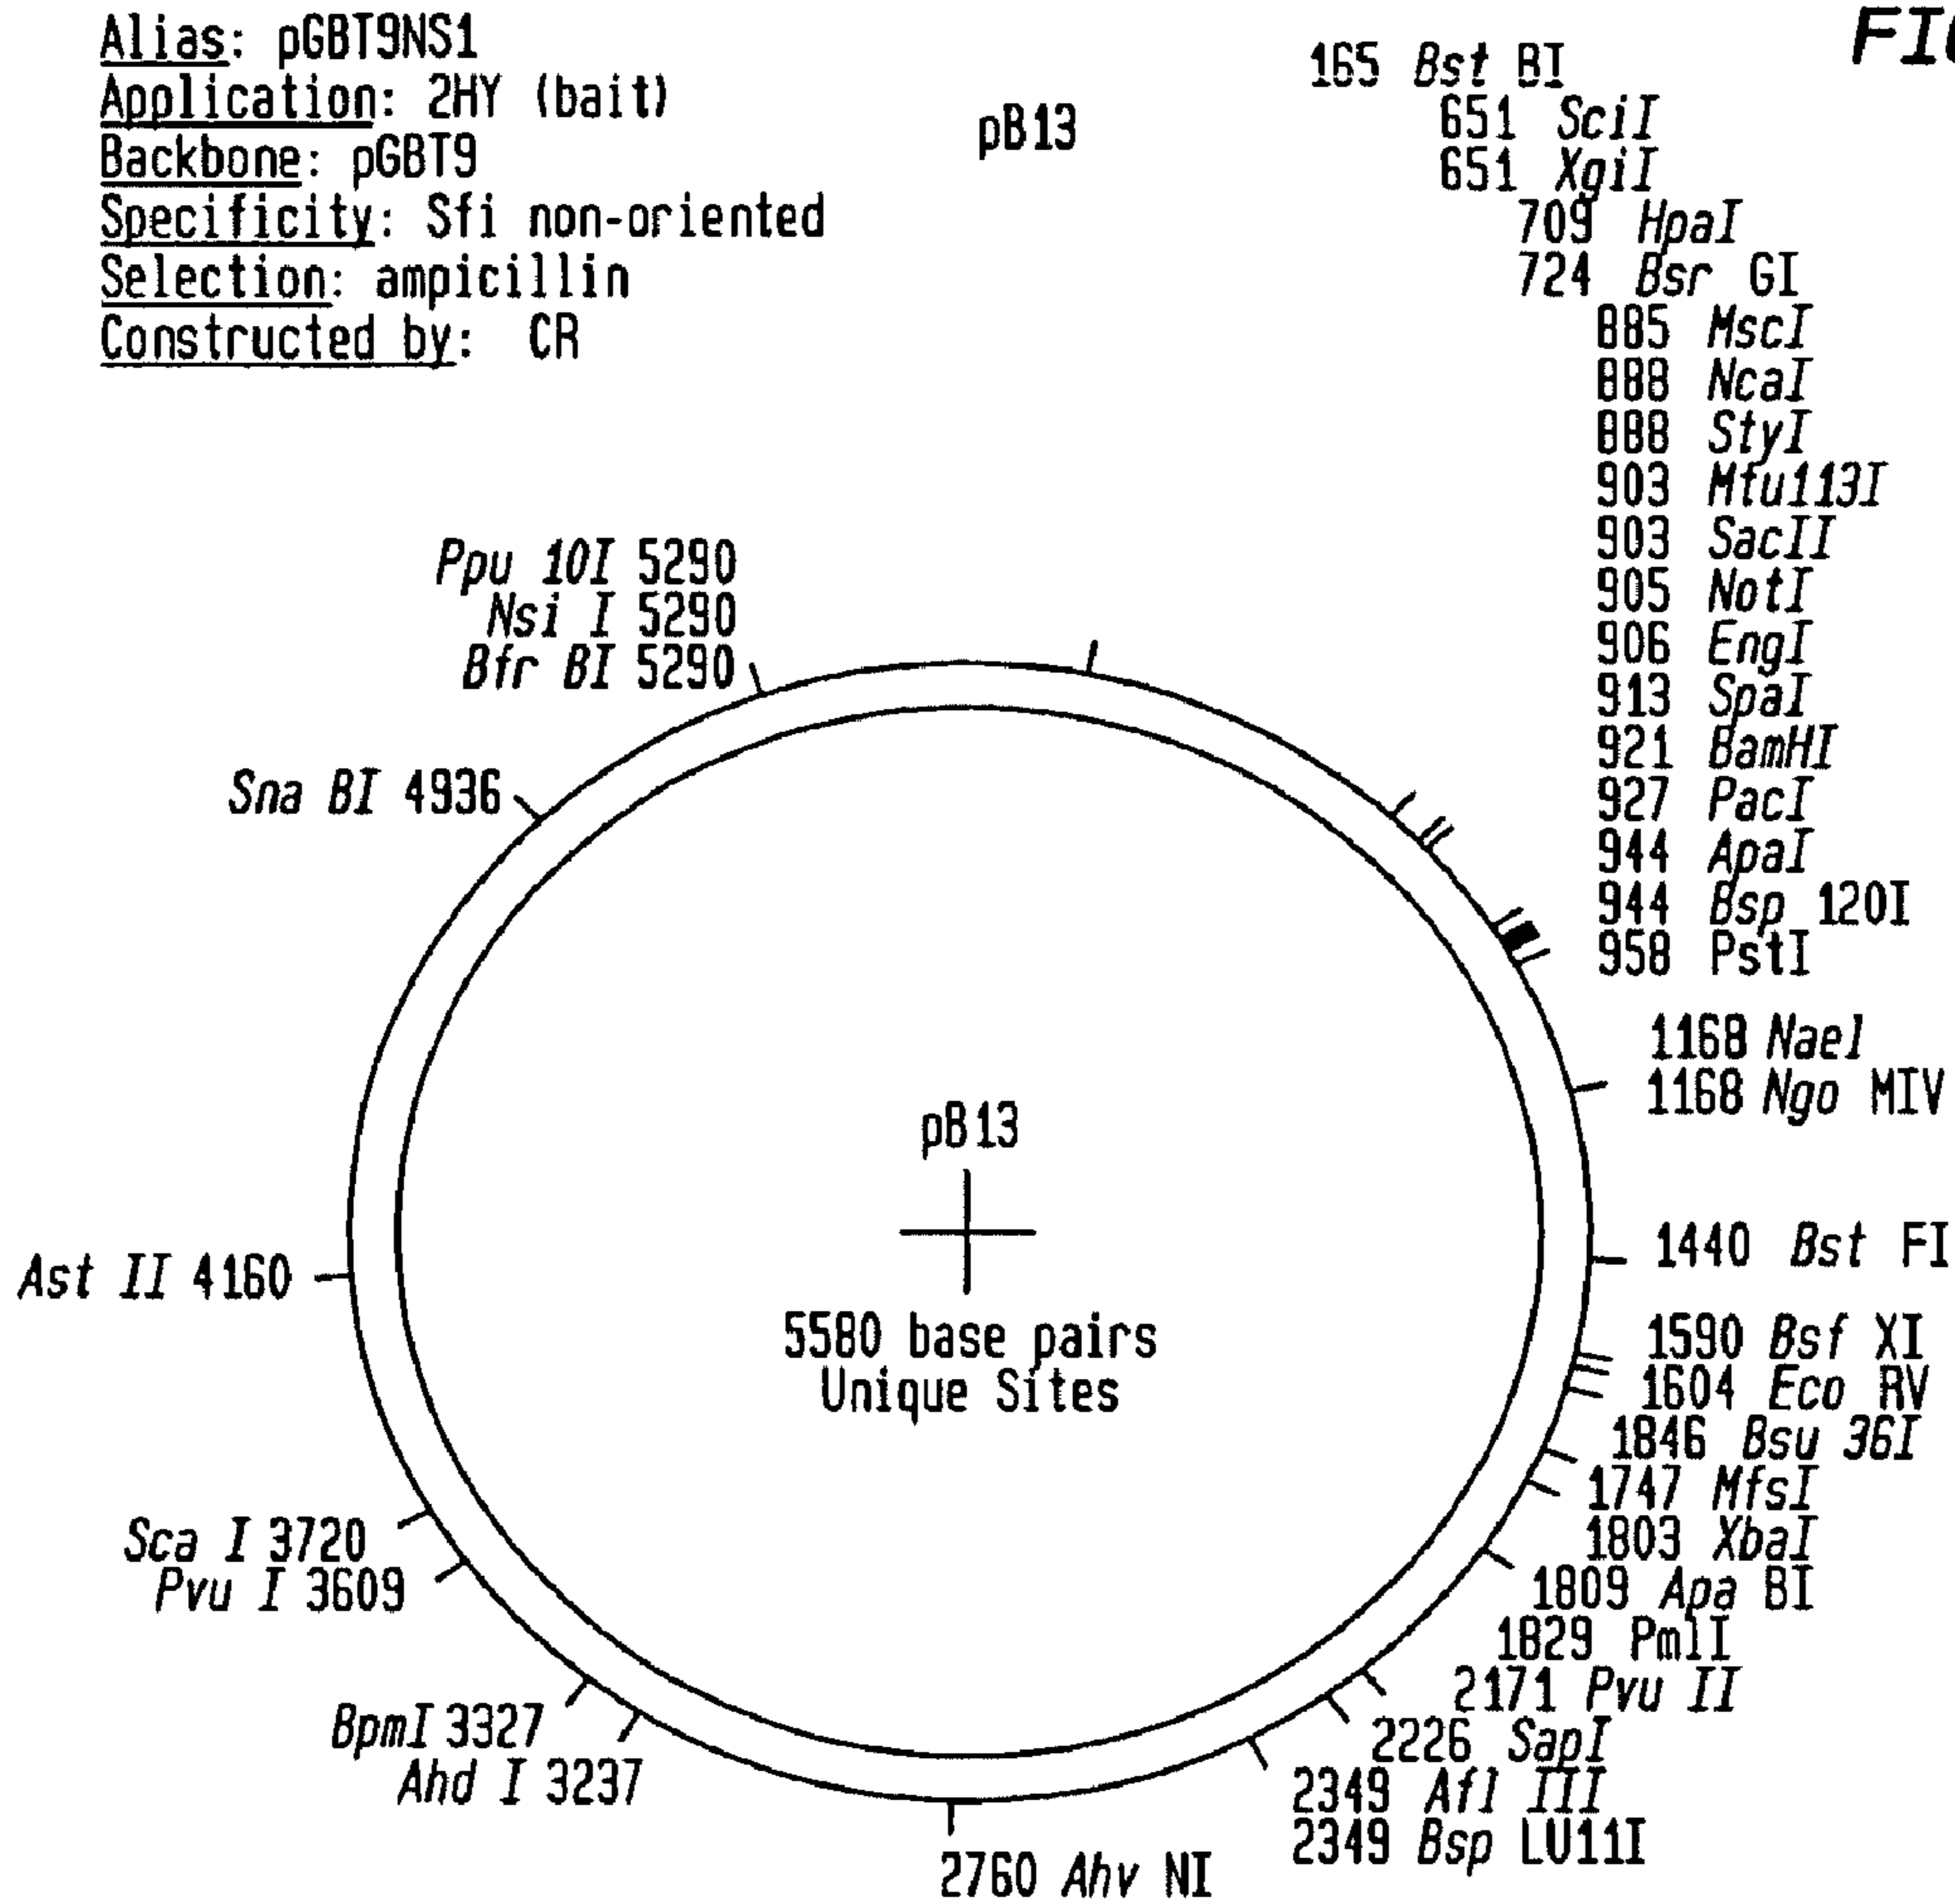 Alias: pGBT9NS1
Application: 2HY (bait)
Backbone: pGBT9
Specificity: Sfi non-oriented
Selection: ampicillin
Constructed by: CR
pB13
165 Bst BI
651 SciI
651 XgiI
709 HpaI
724 Bsr GI
885 MscI
888 NcaI
888 StyI
903 Mfu113I
903 SacII
905 NotI
906 EngI
913 SpaI
921 BamHI
927 PacI
944 ApaI
944 Bsp 120I
958 PstI
1168 NaeI
1168 Ngo MIV
1440 Bst FI
1590 Bsf XI
1604 Eco RV
1846 Bsu 36I
1747 MfsI
1803 XbaI
1809 Apa BI
1829 PmlI
2171 Pvu II
2226 SapI
2349 Afl III
2349 Bsp LU11I
2760 Ahv NI
Ahd I 3237
BpmI 3327
Pvu I 3609
Sca I 3720
Ast II 4160
Sna BI 4936
Bfr BI 5290
Nsi I 5290
Ppu 10I 5290
pB13
5580 base pairs
Unique Sites